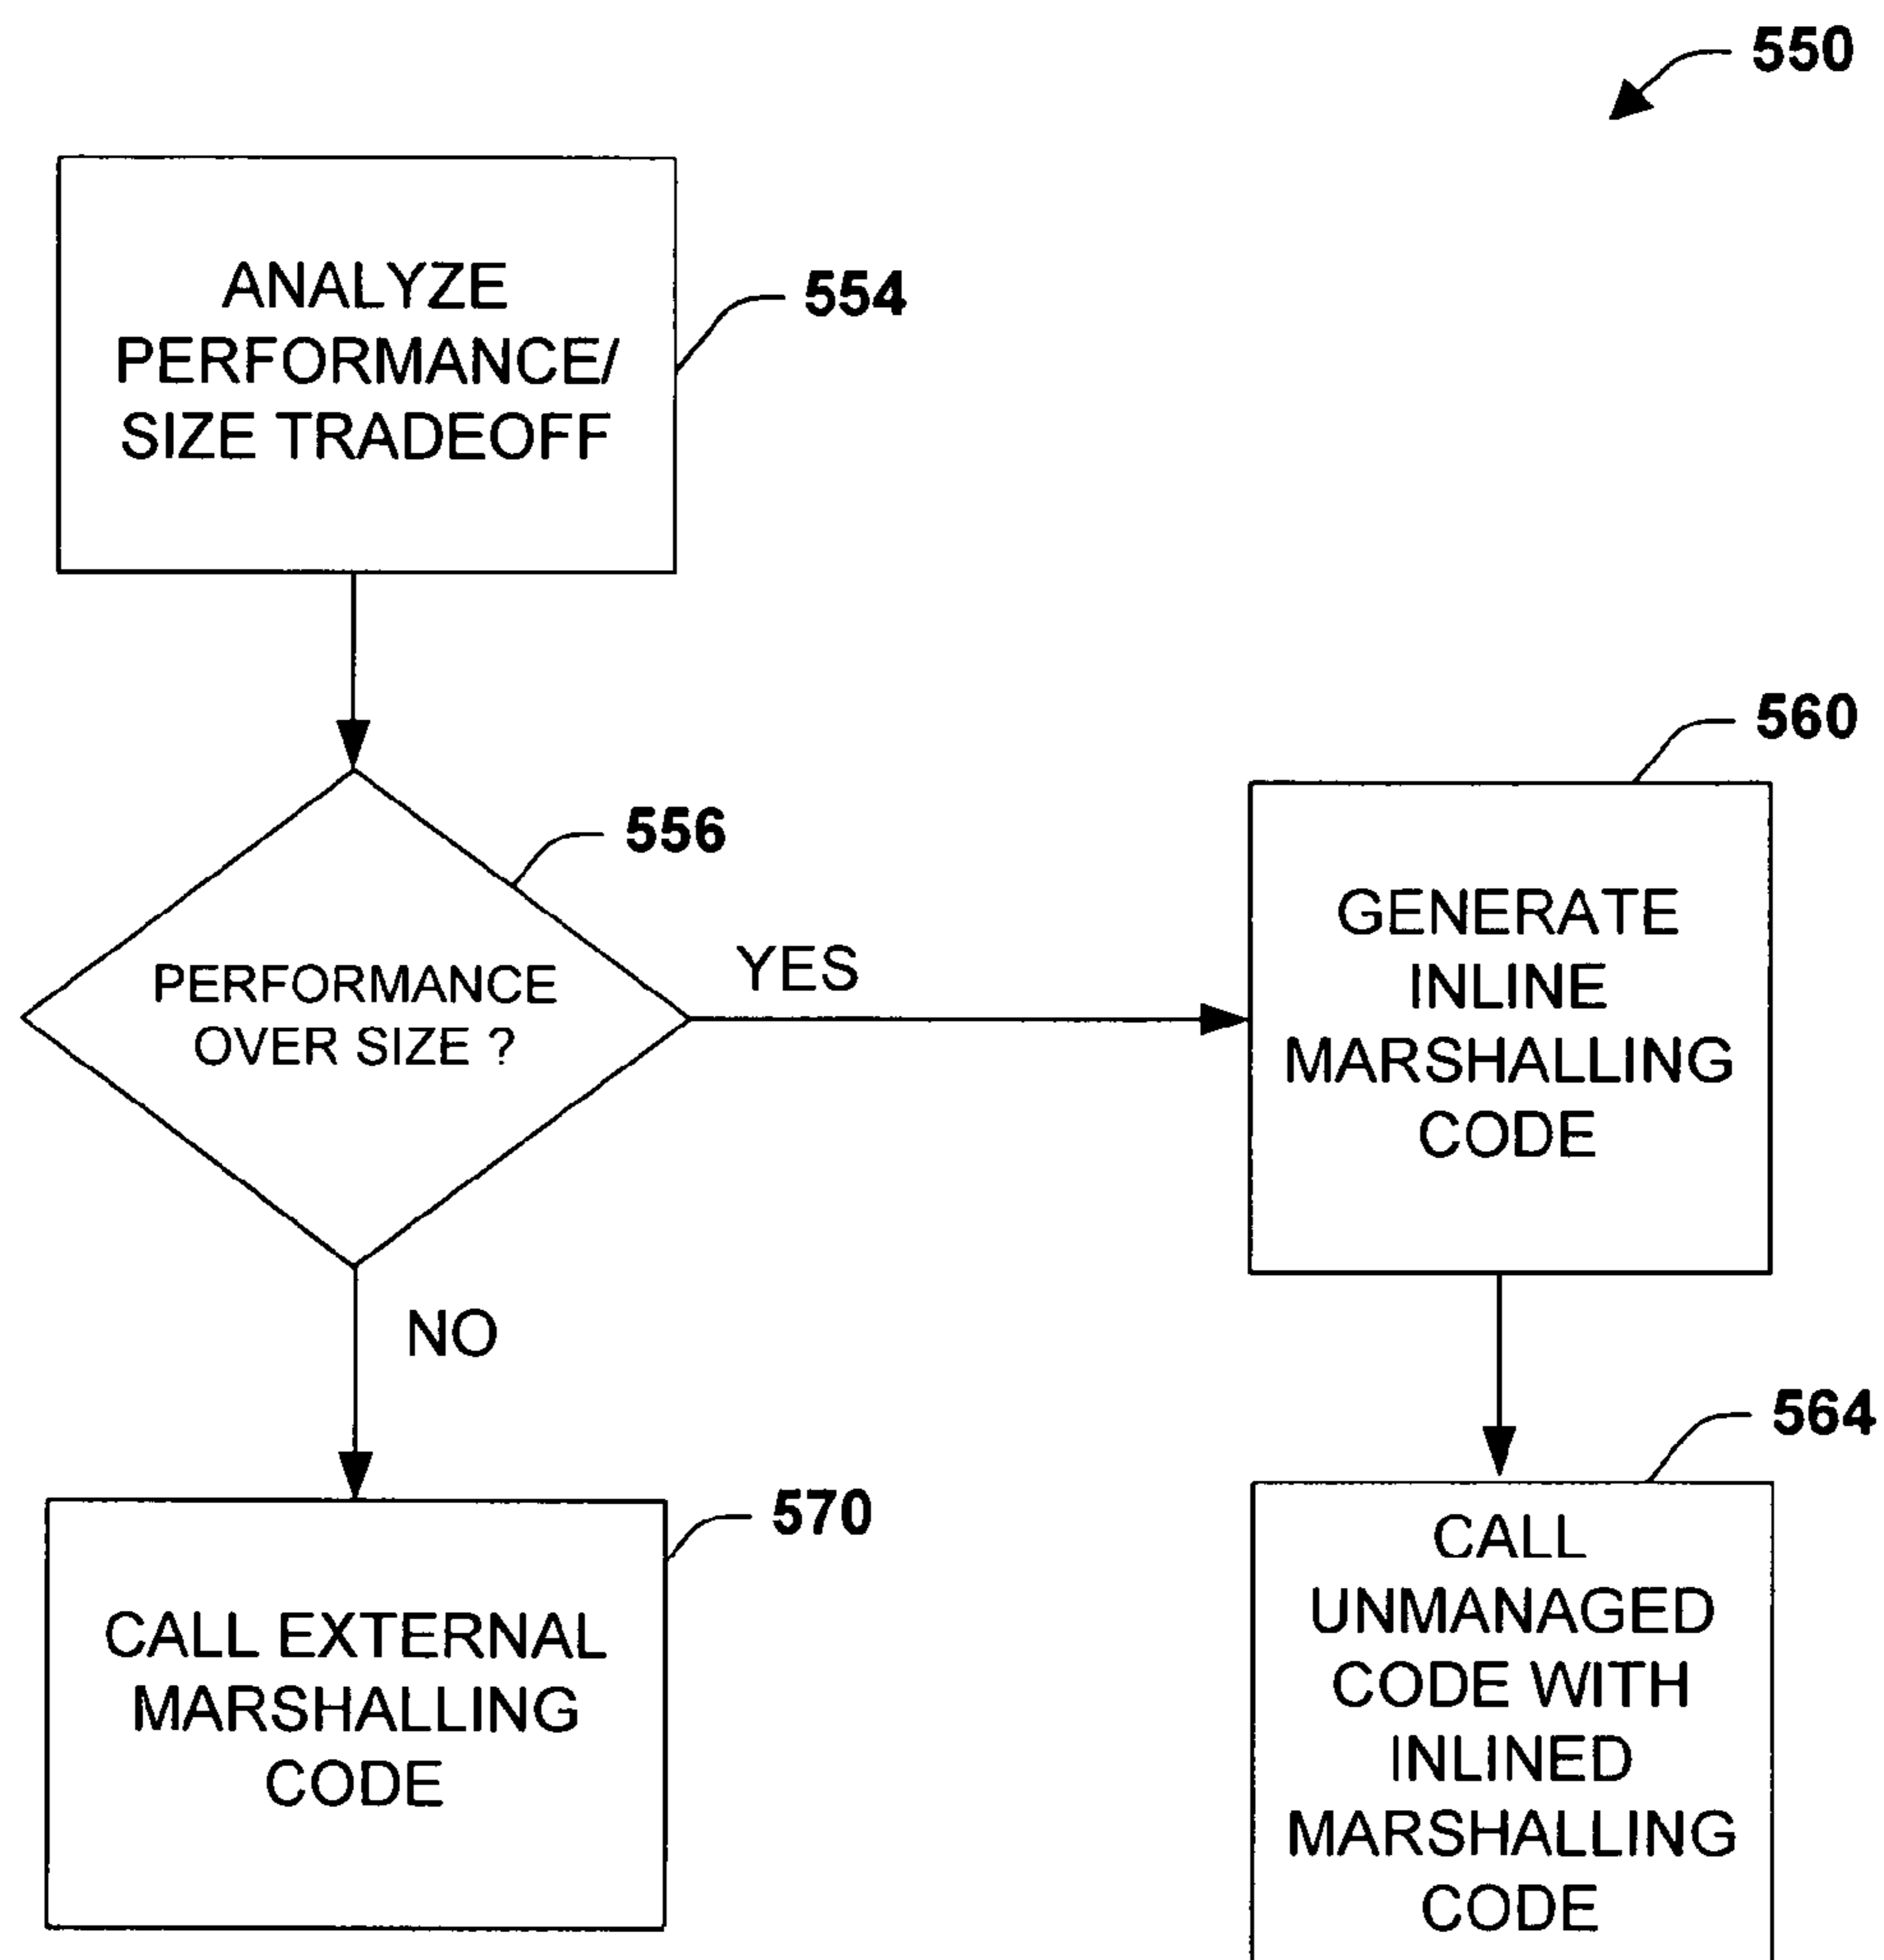 550
ANALYZE
PERFORMANCE/
SIZE TRADEOFF
554
PERFORMANCE
OVER SIZE ?
556
YES
NO
560
GENERATE
INLINE
MARSHALLING
CODE
564
CALL
UNMANAGED
CODE WITH
INLINED
MARSHALLING
CODE
570
CALL EXTERNAL
MARSHALLING
CODE